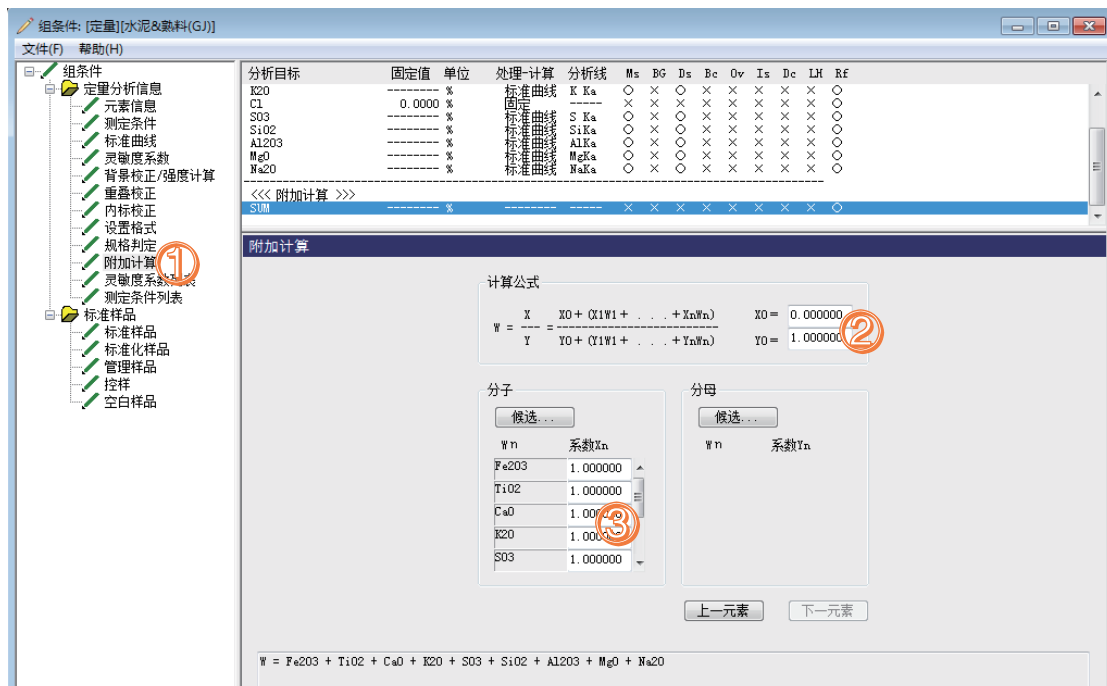 组条件: [定量][水泥&熟料(GJ)]
文件(F) 帮助(H)
组条件
定量分析信息
元素信息
测定条件
标准曲线
灵敏度系数
背景校正/强度计算
重叠校正
内标校正
设置格式
规格判定
附加计算 ①
灵敏度系数列表
测定条件列表
标准样品
标准样品
标准化样品
管理样品
控样
空白样品
分析目标 固定值 单位 处理-计算 分析线 Ms BG Ds Bc Ov Is Dc LH Rf
K2O -------- % 标准曲线 K Ka ○ × ○ × × × × × ○
Cl 0.0000 % 固定 ----- × × × × × × × × ○
SO3 -------- % 标准曲线 S Ka ○ × ○ × × × × × ○
SiO2 -------- % 标准曲线 SiKa ○ × ○ × × × × × ○
Al2O3 -------- % 标准曲线 AlKa ○ × ○ × × × × × ○
MgO -------- % 标准曲线 MgKa ○ × ○ × × × × × ○
Na2O -------- % 标准曲线 NaKa ○ × ○ × × × × × ○
<<< 附加计算 >>>
SUM -------- % -------- ----- × × × × × × × × ○
附加计算
计算公式
X X0+(X1W1+ . . . +XnWn) X0= 0.000000
W = --- = -------------------------
Y Y0+(Y1W1+ . . . +YnWn) Y0= 1.000000 ②
分子 分母
候选... 候选...
Wn 系数Xn Wn 系数Yn
Fe2O3 1.000000
TiO2 1.000000
CaO 1.000000 ③
K2O 1.000000
SO3 1.000000
上一元素 下一元素
W = Fe2O3 + TiO2 + CaO + K2O + SO3 + SiO2 + Al2O3 + MgO + Na2O